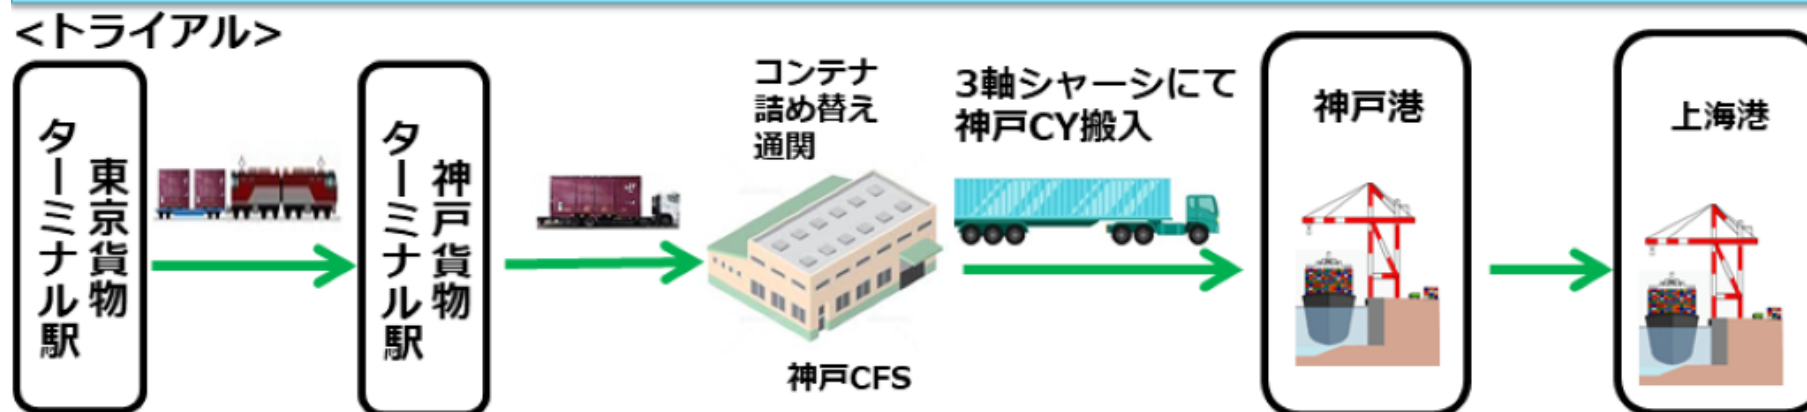 <トライアル>
東京貨物
ターミナル駅
神戸貨物
ターミナル駅
コンテナ
詰め替え
通関
神戸CFS
3軸シャーシにて
神戸CY搬入
神戸港
上海港